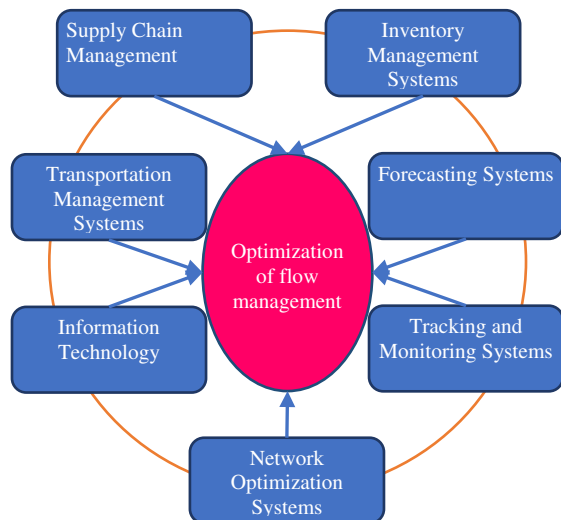 Supply Chain
Management
Inventory
Management
Systems
Transportation
Management
Systems
Forecasting Systems
Optimization
of flow
management
Information
Technology
Tracking and
Monitoring Systems
Network
Optimization
Systems